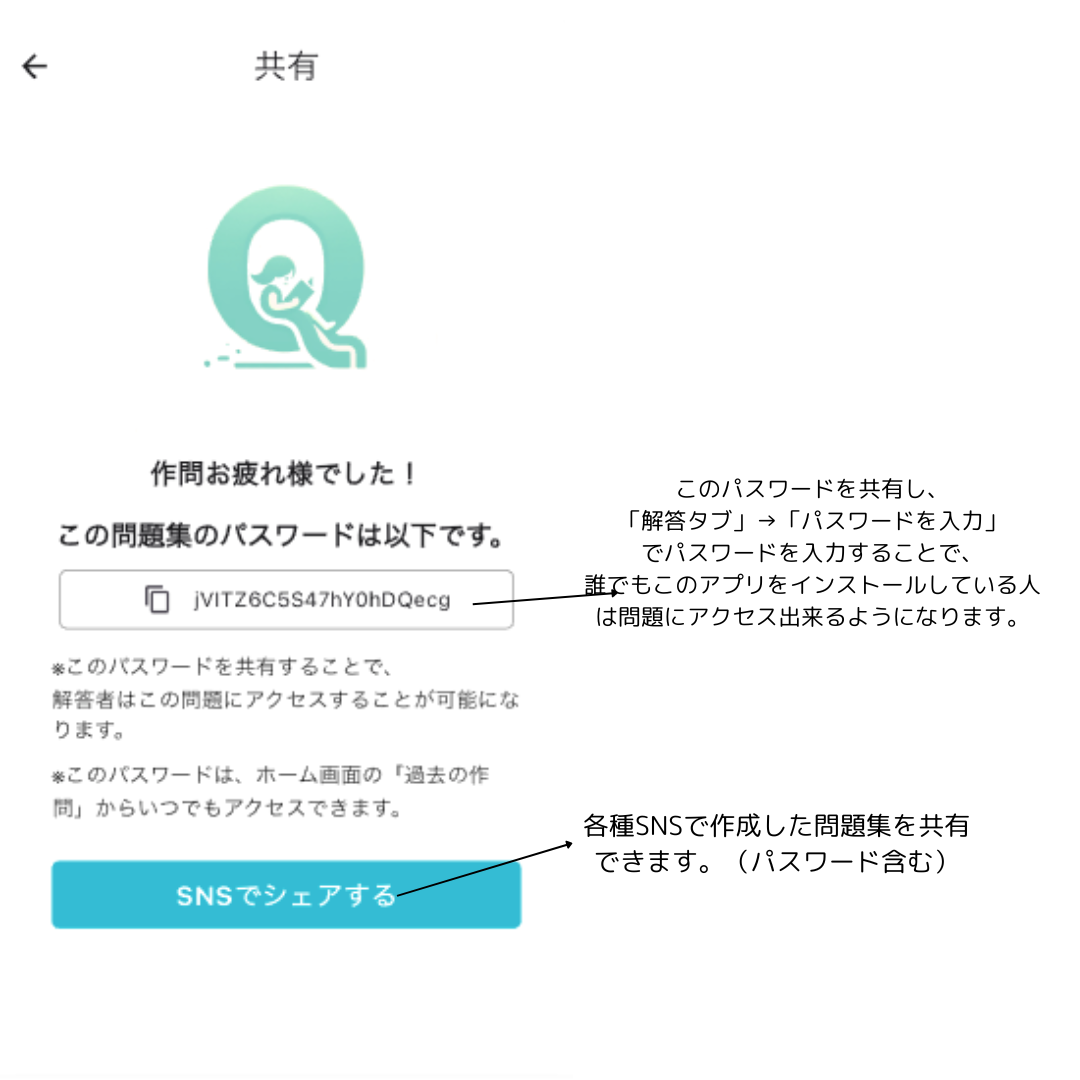 共有
作問お疲れ様でした！
この問題集のパスワードは以下です。
jVITZ6C5S47hY0hDQecg
※このパスワードを共有することで、
解答者はこの問題にアクセスすることが可能にな
ります。
※このパスワードは、ホーム画面の「過去の作
問」からいつでもアクセスできます。
SNSでシェアする
このパスワードを共有し、
「解答タブ」→「パスワードを入力」
でパスワードを入力することで、
誰でもこのアプリをインストールしている人
は問題にアクセス出来るようになります。
各種SNSで作成した問題集を共有
できます。（パスワード含む）